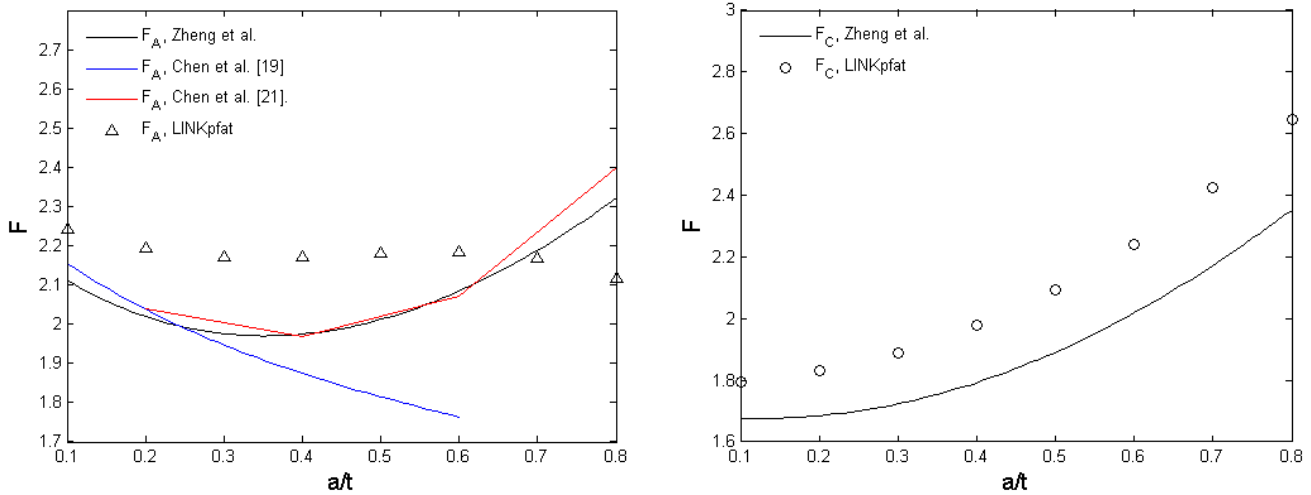 F_A, Zheng et al.
F_A, Chen et al. [19]
F_A, Chen et al. [21].
F_A, LINKpfat
2.7
2.6
2.5
2.4
2.3
2.2
2.1
2
1.9
1.8
1.7
F
0.1 0.2 0.3 0.4 0.5 0.6 0.7 0.8
a/t
F_C, Zheng et al.
F_C, LINKpfat
3
2.8
2.6
2.4
2.2
2
1.8
1.6
F
0.1 0.2 0.3 0.4 0.5 0.6 0.7 0.8
a/t